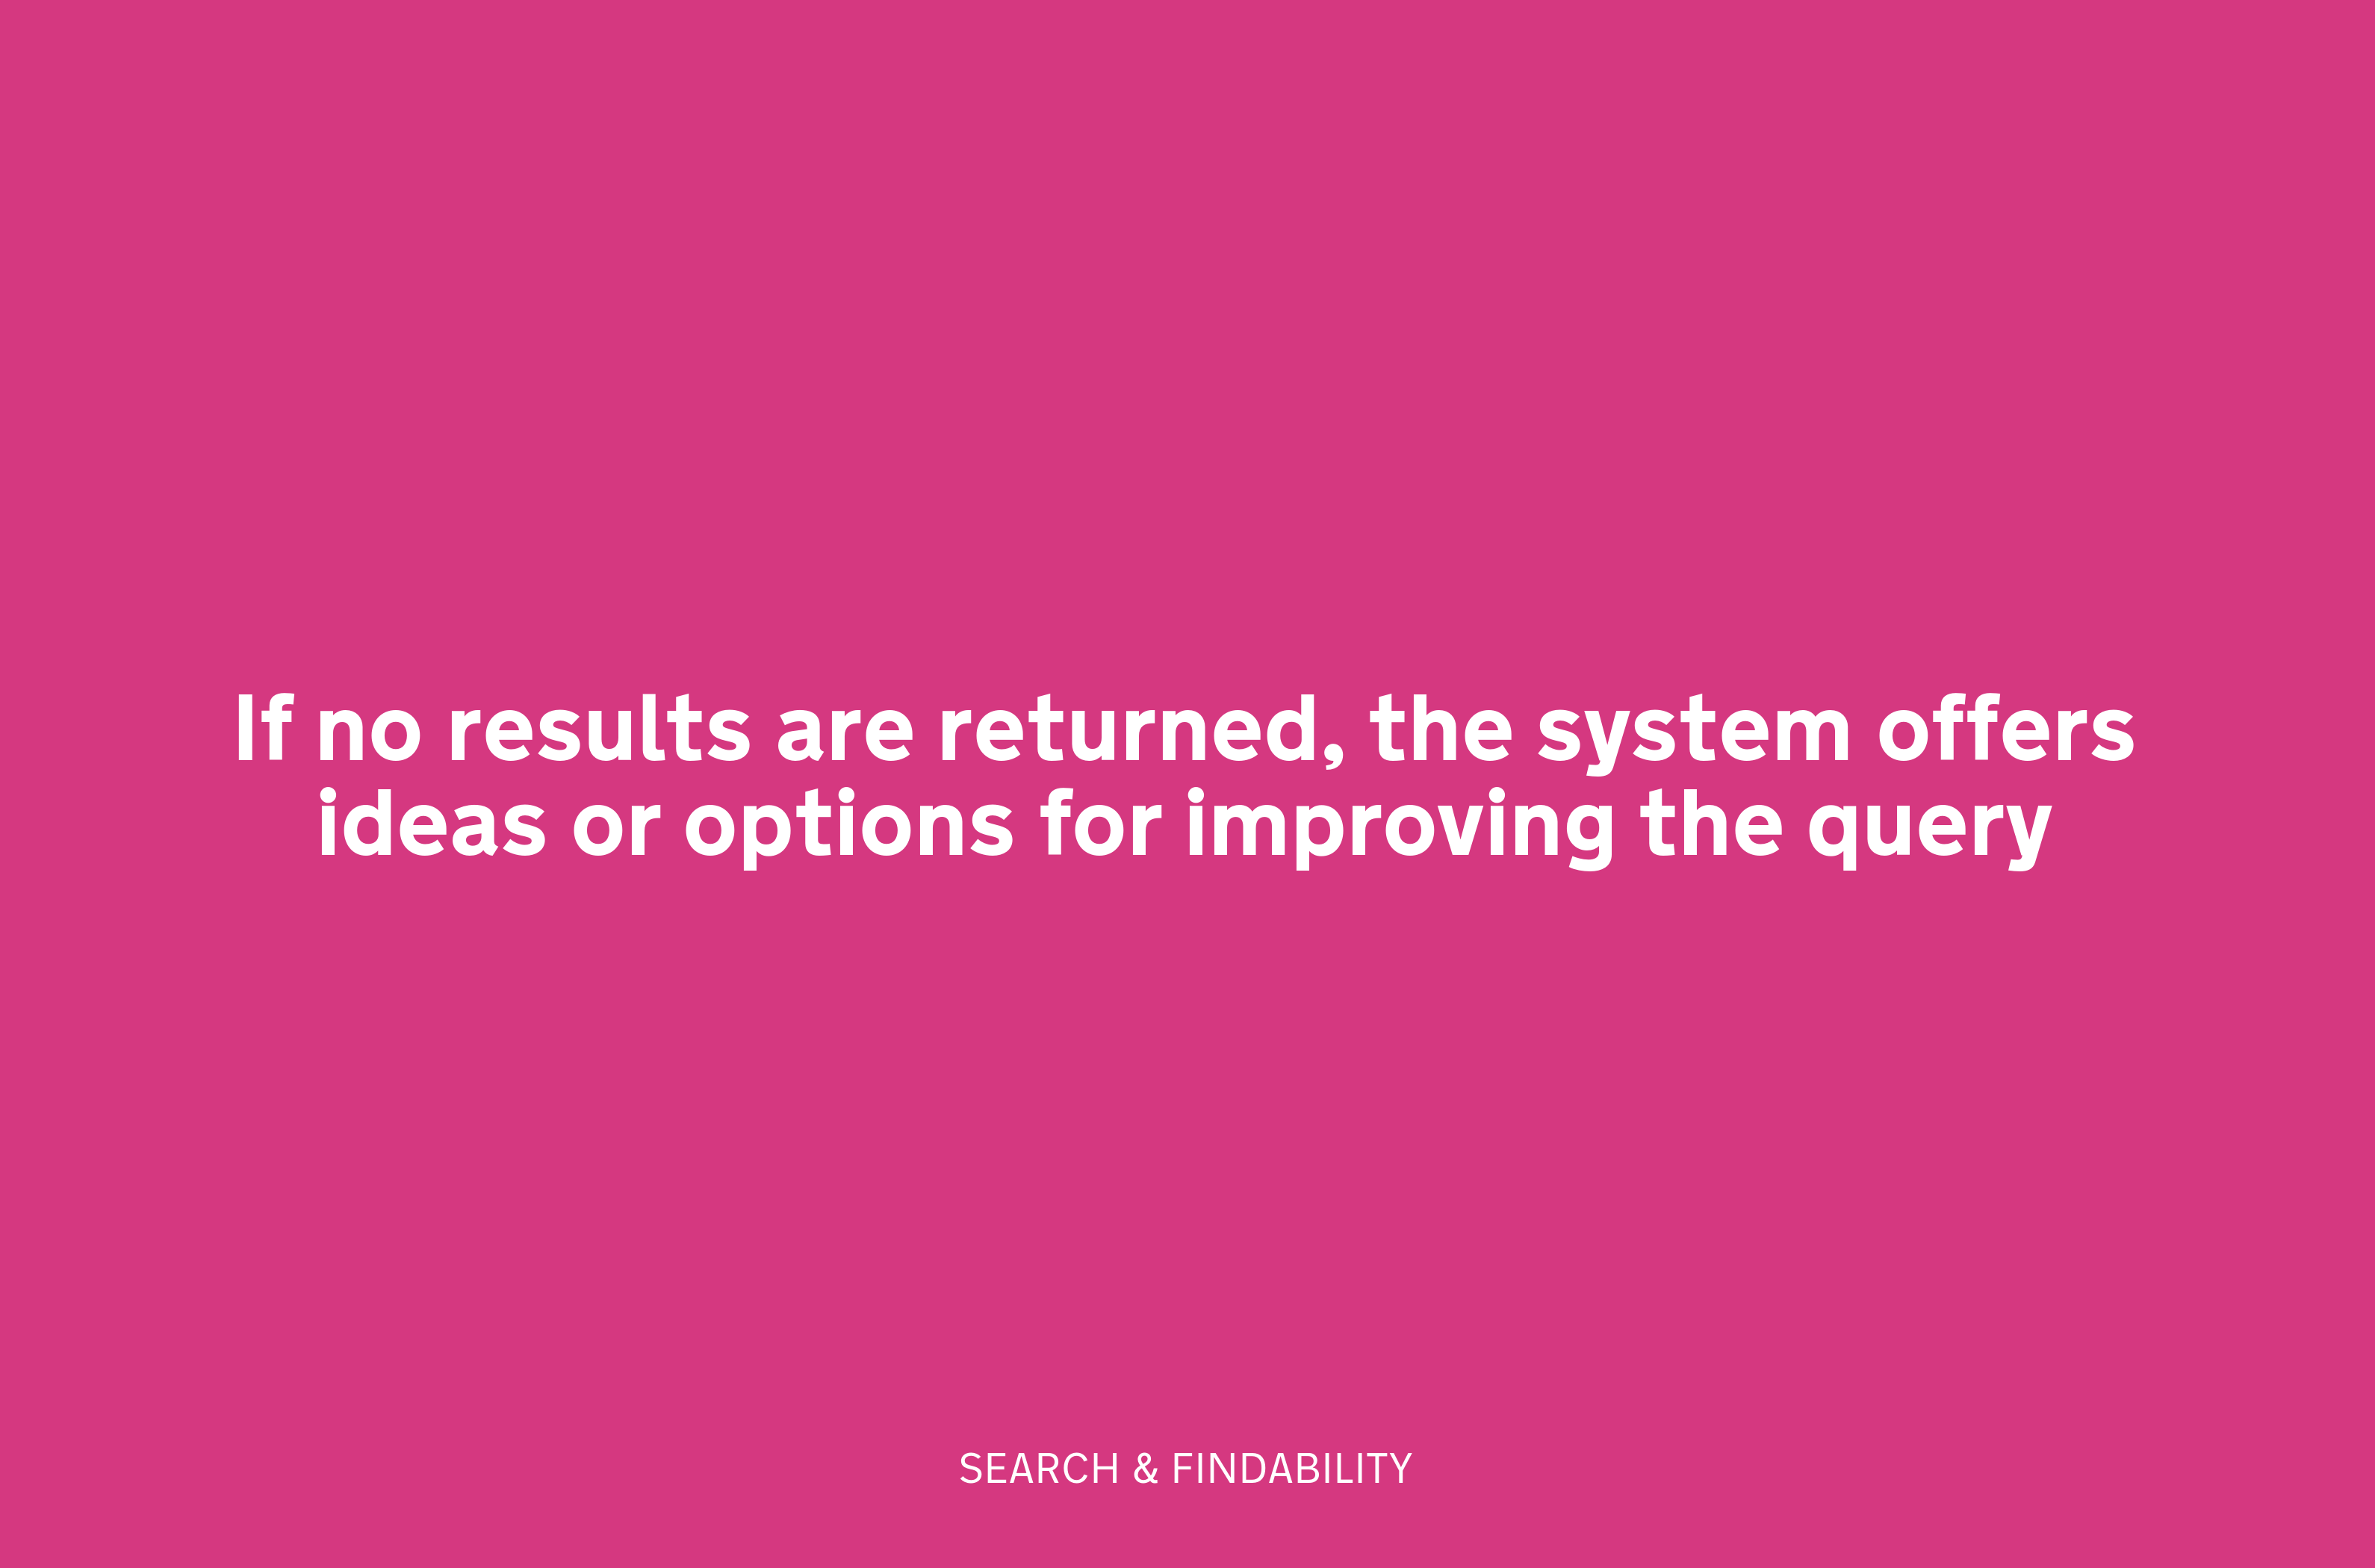 If no results are returned, the system offers
ideas or options for improving the query
SEARCH & FINDABILITY